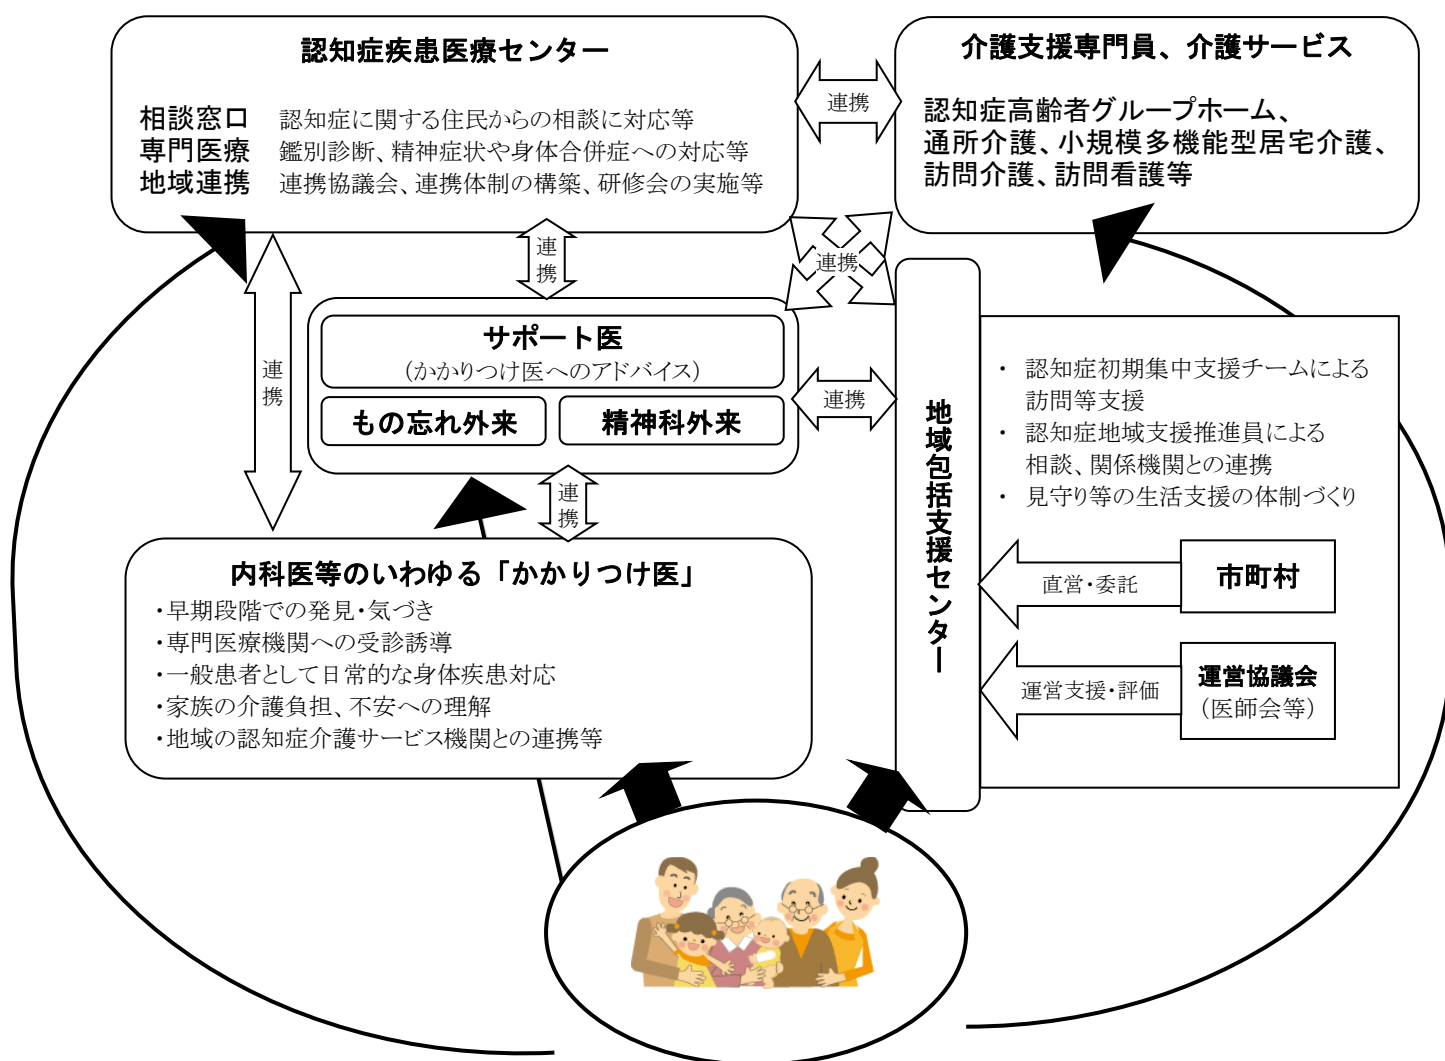 認知症疾患医療センター
相談窓口　認知症に関する住民からの相談に対応等
専門医療　鑑別診断、精神症状や身体合併症への対応等
地域連携　連携協議会、連携体制の構築、研修会の実施等
連携
介護支援専門員、介護サービス
認知症高齢者グループホーム、
通所介護、小規模多機能型居宅介護、
訪問介護、訪問看護等
連携
連携
連携
サポート医
(かかりつけ医へのアドバイス)
もの忘れ外来
精神科外来
連携
連携
内科医等のいわゆる「かかりつけ医」
・早期段階での発見・気づき
・専門医療機関への受診誘導
・一般患者として日常的な身体疾患対応
・家族の介護負担、不安への理解
・地域の認知症介護サービス機関との連携等
地域包括支援センター
・ 認知症初期集中支援チームによる
訪問等支援
・ 認知症地域支援推進員による
相談、関係機関との連携
・ 見守り等の生活支援の体制づくり
直営・委託
市町村
運営支援・評価
運営協議会
（医師会等）